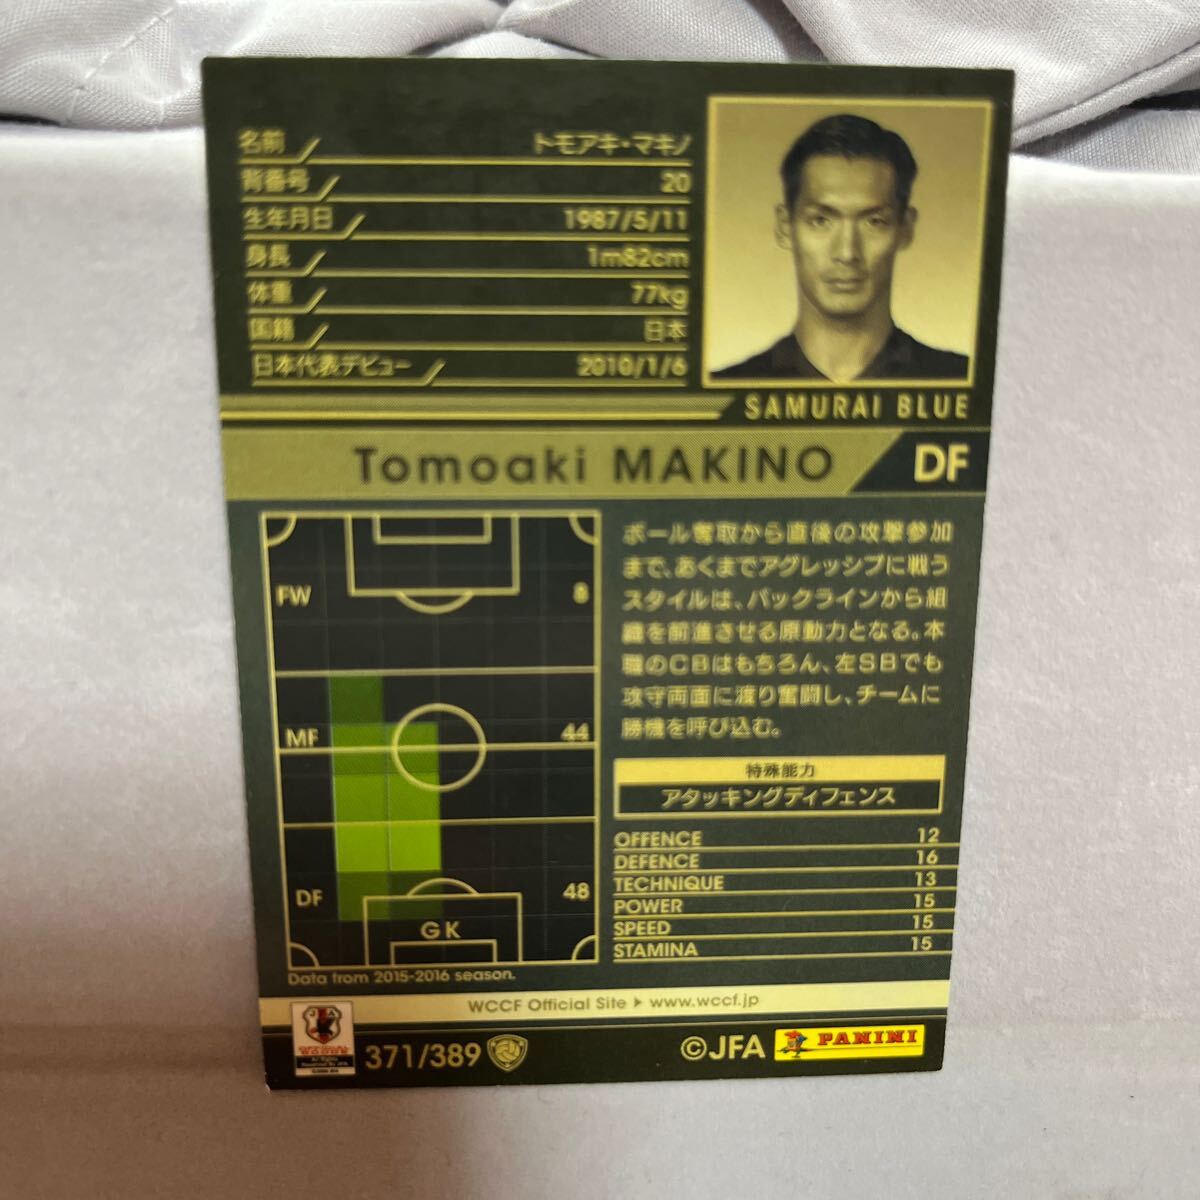 名前 トモアキ・マキノ
背番号 20
生年月日 1987/5/11
身長 1m82cm
体重 77kg
国籍 日本
日本代表デビュー 2010/1/6
SAMURAI BLUE
Tomoaki MAKINO DF
FW 8
MF 44
DF 48
GK
Data from 2015-2016 season.
ボール奪取から直後の攻撃参加
まで、あくまでアグレッシブに戦う
スタイルは、バックラインから組
織を前進させる原動力となる。本
職のCBはもちろん、左SBでも
攻守両面に渡り奮闘し、チームに
勝機を呼び込む。
特殊能力
アタッキングディフェンス
OFFENCE 12
DEFENCE 16
TECHNIQUE 13
POWER 15
SPEED 15
STAMINA 15
WCCF Official Site ▶ www.wccf.jp
JFA
371/389
©JFA PANINI